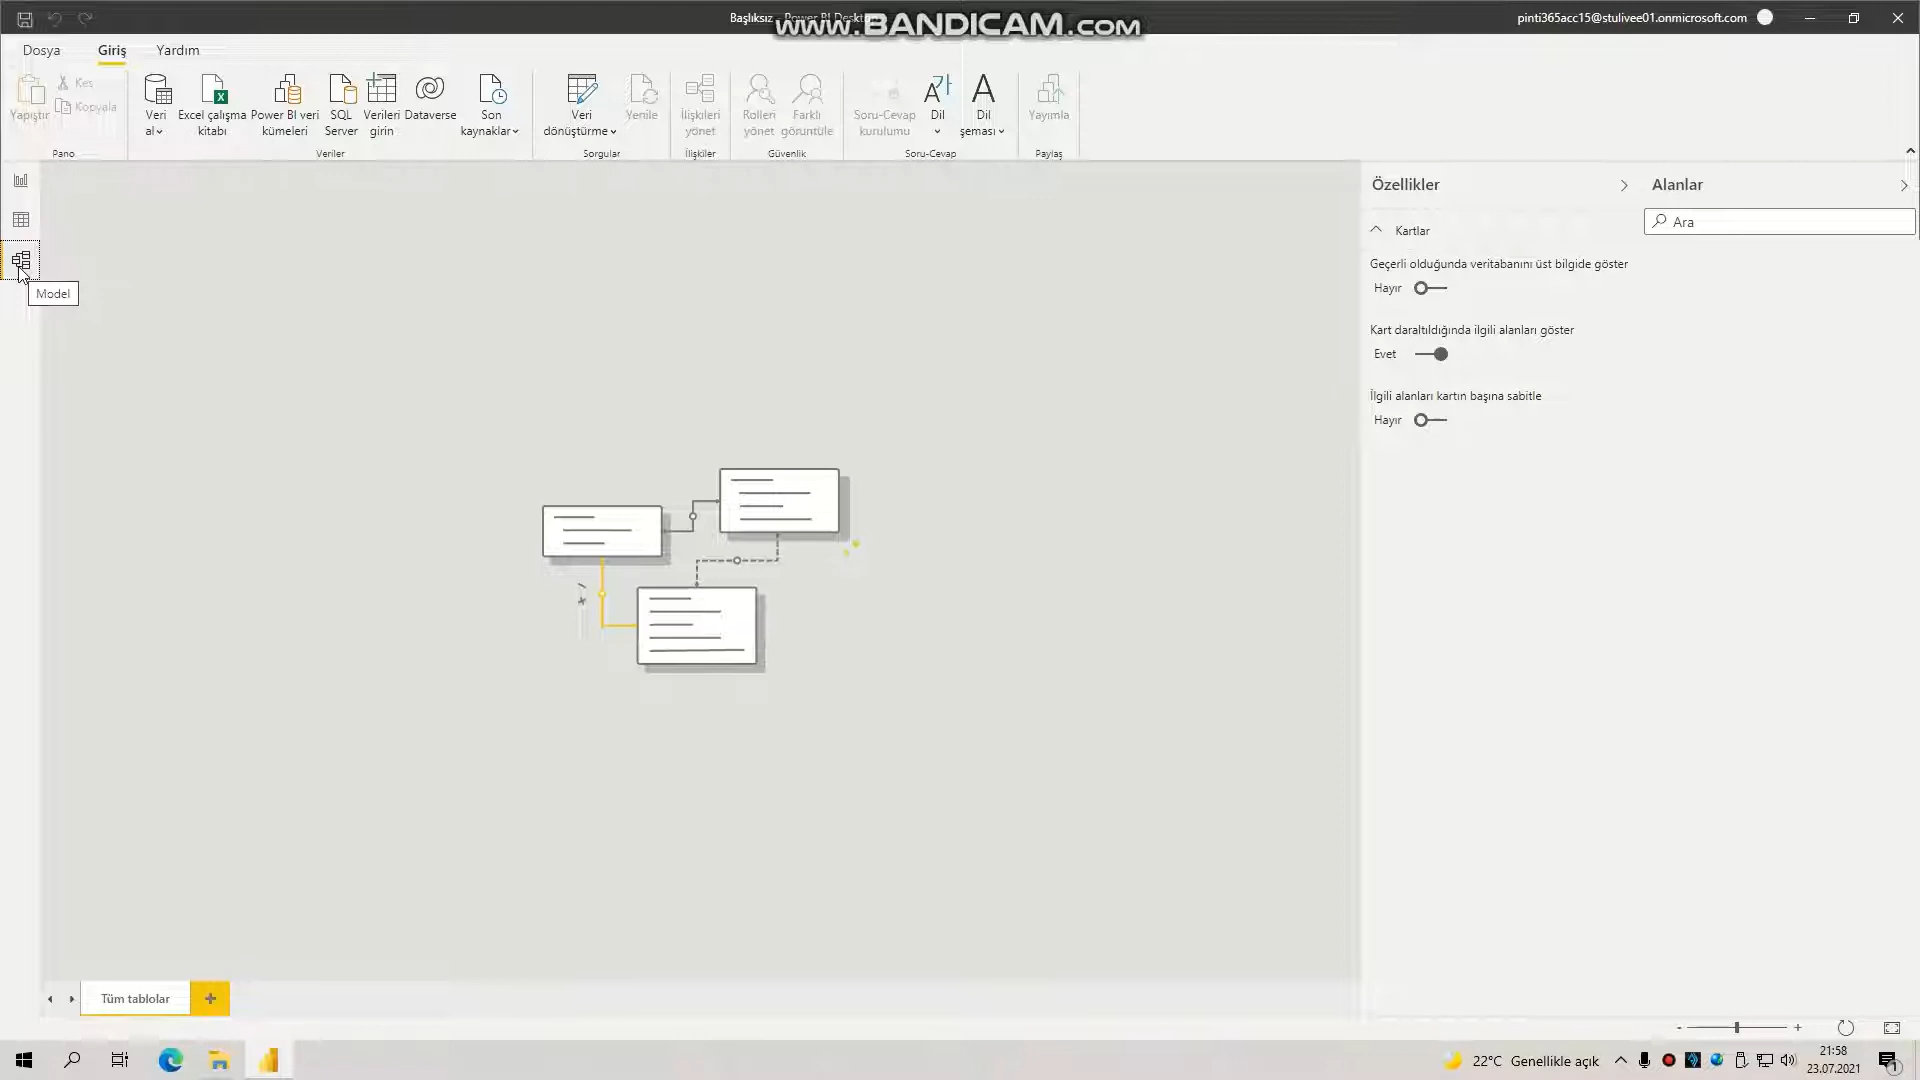 Başlıksız - Power BI Desktop
www.BANDICAM.com
pinti365acc15@stulivee01.onmicrosoft.com
Dosya
Giriş
Yardım
Yapıştır
Kes
Kopyala
Pano
Veri al
Excel çalışma kitabı
Power BI veri kümeleri
SQL Server
Verileri girin
Dataverse
Son kaynaklar
Veriler
Veri dönüştürme
Yenile
Sorgular
İlişkileri yönet
İlişkiler
Rolleri yönet
Farklı görüntüle
Güvenlik
Soru-Cevap kurulumu
Dil
Dil şeması
Soru-Cevap
Yayımla
Paylaş
Model
Özellikler
Kartlar
Geçerli olduğunda veritabanını üst bilgide göster
Hayır
Kart daraltıldığında ilgili alanları göster
Evet
İlgili alanları kartın başına sabitle
Hayır
Alanlar
Ara
Tüm tablolar
22°C Genellikle açık
21:58
23.07.2021
1